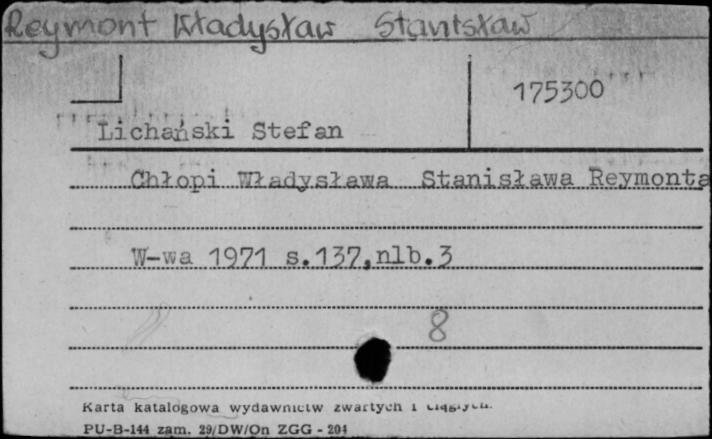 Reymont Władysław Stanisław
175300
Lichański Stefan
Chłopi Władysława Stanisława Reymonta
W-wa 1971 s.137,nlb.3
8
Karta katalogowa wydawnictw zwartych i ciągłych.
PU-B-144 zam. 29/DW/On ZGG - 204